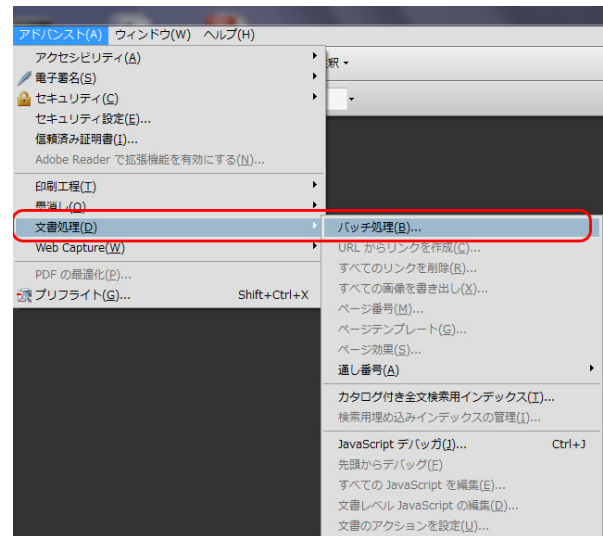 アドバンスト(A) ウィンドウ(W) ヘルプ(H)
アクセシビリティ(A)
電子署名(S)
セキュリティ(C)
セキュリティ設定(E)...
信頼済み証明書(I)...
Adobe Reader で拡張機能を有効にする(N)...
印刷工程(T)
墨消し(O)
文書処理(D)
Web Capture(W)
PDF の最適化(P)...
プリフライト(G)... Shift+Ctrl+X
釈
バッチ処理(B)...
URL からリンクを作成(C)...
すべてのリンクを削除(R)...
すべての画像を書き出し(X)...
ページ番号(M)...
ページテンプレート(G)...
ページ効果(S)...
通し番号(A)
カタログ付き全文検索用インデックス(T)...
検索用埋め込みインデックスの管理(I)...
JavaScript デバッガ(J)... Ctrl+J
先頭からデバッグ(F)
すべての JavaScript を編集(E)...
文書レベル JavaScript の編集(D)...
文書のアクションを設定(U)...